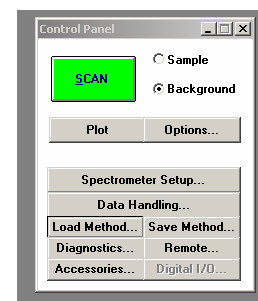 Control Panel
SCAN
Sample
Background
Plot Options...
Spectrometer Setup...
Data Handling...
Load Method... Save Method...
Diagnostics... Remote...
Accessories... Digital I/O...